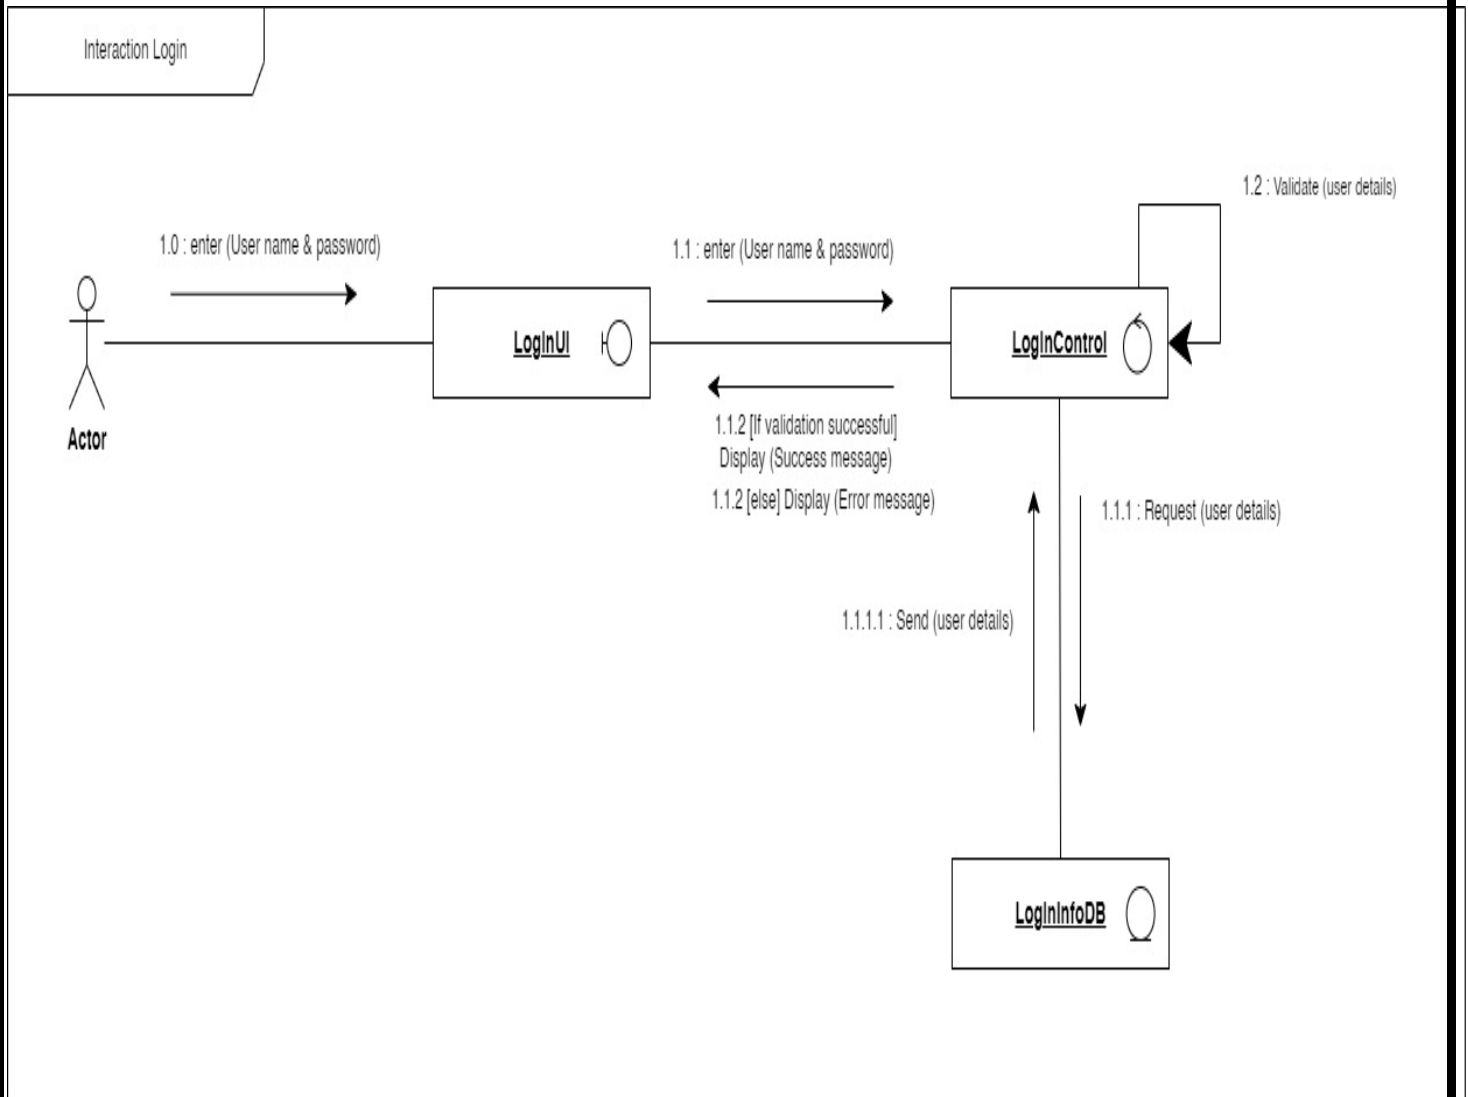 Interaction Login
1.2 : Validate (user details)
1.0 : enter (User name & password)
1.1 : enter (User name & password)
LogInUI
LogInControl
Actor
1.1.2 [If validation successful]
Display (Success message)
1.1.2 [else] Display (Error message)
1.1.1 : Request (user details)
1.1.1.1 : Send (user details)
LogInInfoDB